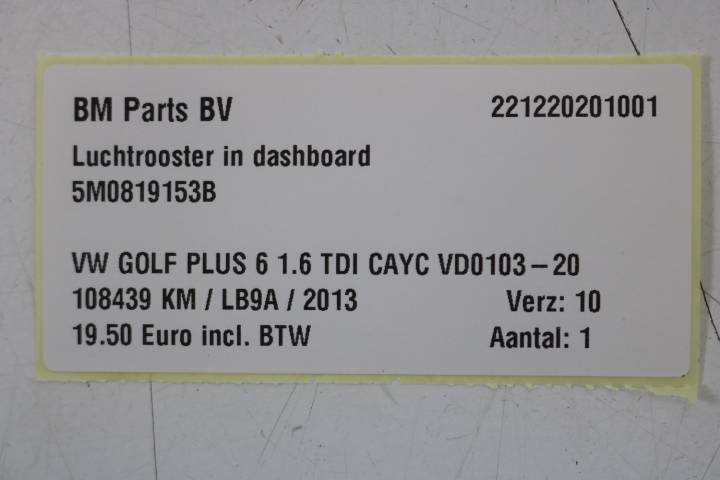 BM Parts BV 221220201001
Luchtrooster in dashboard
5M0819153B
VW GOLF PLUS 6 1.6 TDI CAYC VD0103-20
108439 KM / LB9A / 2013 Verz: 10
19.50 Euro incl. BTW Aantal: 1